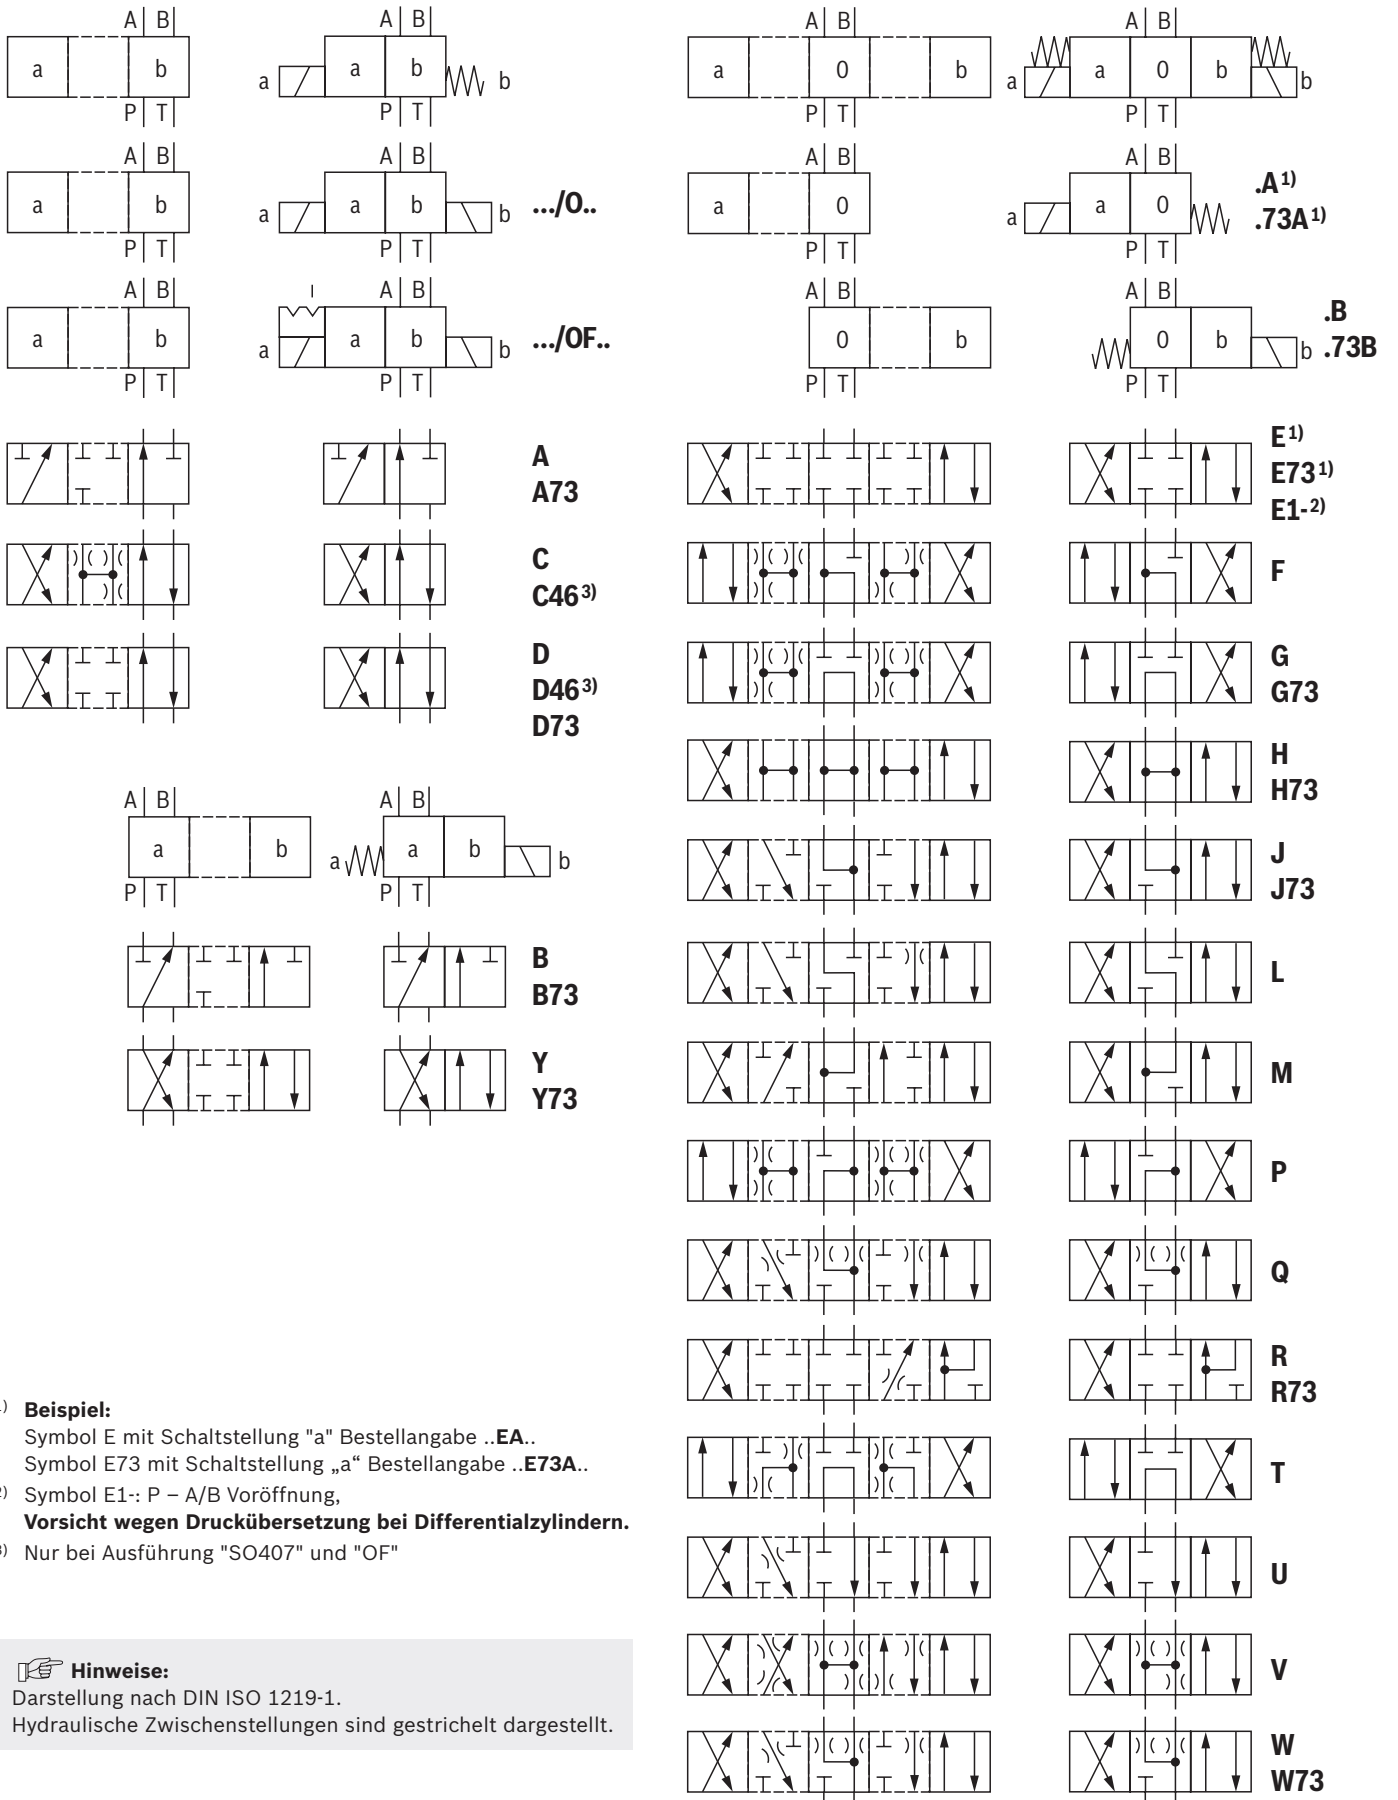 A B
a b
P T
A B
a a b b
P T
A B
a b
P T
A B
a a b b
P T
.../O..
A B
a b
P T
A B
a a b b
P T
.../OF..
A
A73
C
C46 3)
D
D46 3)
D73
A B
a b
P T
A B
a a b b
P T
B
B73
Y
Y73
A B
a 0 b
P T
A B
a a 0 b b
P T
A B
a 0
P T
A B
a a 0
P T
.A 1)
.73A 1)
A B
0 b
P T
A B
0 b b
P T
.B
.73B
E 1)
E73 1)
E1- 2)
F
G
G73
H
H73
J
J73
L
M
P
Q
R
R73
T
U
V
W
W73
1) Beispiel:
Symbol E mit Schaltstellung "a" Bestellangabe ..EA..
Symbol E73 mit Schaltstellung „a“ Bestellangabe ..E73A..
2) Symbol E1-: P – A/B Voröffnung,
Vorsicht wegen Druckübersetzung bei Differentialzylindern.
3) Nur bei Ausführung "SO407" und "OF"
Hinweise:
Darstellung nach DIN ISO 1219-1.
Hydraulische Zwischenstellungen sind gestrichelt dargestellt.